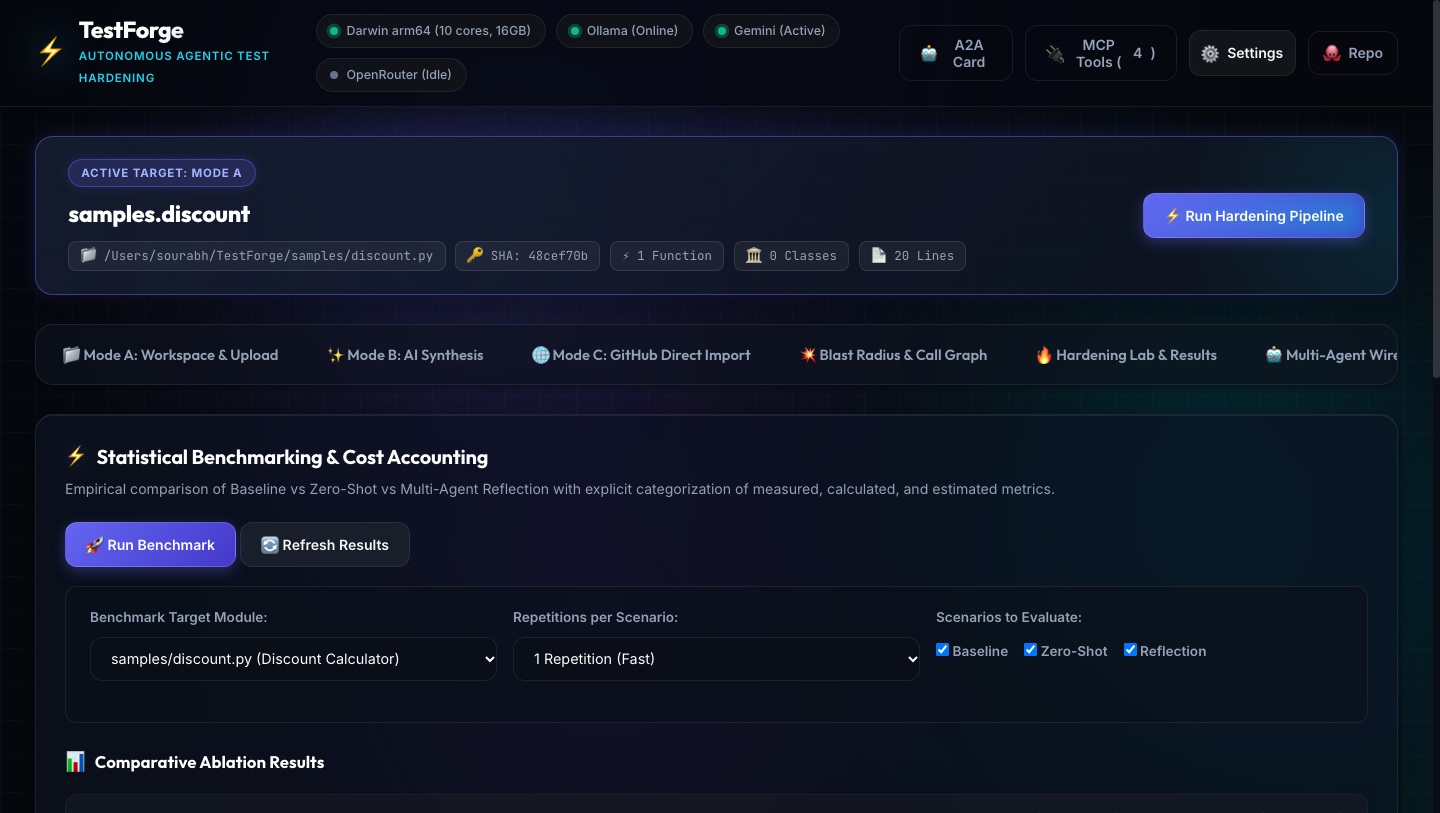 TestForge
AUTONOMOUS AGENTIC TEST
HARDENING
Darwin arm64 (10 cores, 16GB)
Ollama (Online)
Gemini (Active)
OpenRouter (Idle)
A2A
Card
MCP
Tools ( 4 )
Settings
Repo
ACTIVE TARGET: MODE A
samples.discount
/Users/sourabh/TestForge/samples/discount.py
SHA: 48cef70b
⚡ 1 Function
0 Classes
20 Lines
Run Hardening Pipeline
Mode A: Workspace & Upload
Mode B: AI Synthesis
Mode C: GitHub Direct Import
Blast Radius & Call Graph
Hardening Lab & Results
Multi-Agent Wire
Statistical Benchmarking & Cost Accounting
Empirical comparison of Baseline vs Zero-Shot vs Multi-Agent Reflection with explicit categorization of measured, calculated, and estimated metrics.
Run Benchmark
Refresh Results
Benchmark Target Module:
samples/discount.py (Discount Calculator)
Repetitions per Scenario:
1 Repetition (Fast)
Scenarios to Evaluate:
Baseline
Zero-Shot
Reflection
Comparative Ablation Results